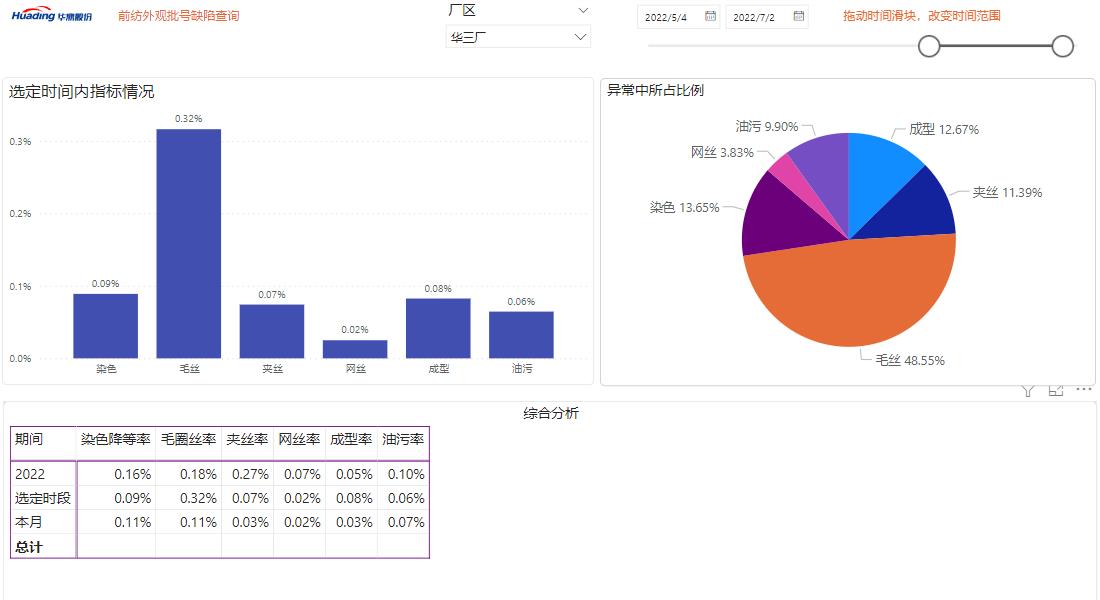 Huading 华鼎股份
前纺外观批号缺陷查询
厂区
华三厂
2022/5/4
2022/7/2
拖动时间滑块，改变时间范围
选定时间内指标情况
0.3%
0.2%
0.1%
0.0%
0.09%
0.32%
0.07%
0.02%
0.08%
0.06%
染色 毛丝 夹丝 网丝 成型 油污
异常中所占比例
油污 9.90%
成型 12.67%
网丝 3.83%
夹丝 11.39%
染色 13.65%
毛丝 48.55%
综合分析
期间 染色降等率 毛圈丝率 夹丝率 网丝率 成型率 油污率
2022 0.16% 0.18% 0.27% 0.07% 0.05% 0.10%
选定时段 0.09% 0.32% 0.07% 0.02% 0.08% 0.06%
本月 0.11% 0.11% 0.03% 0.02% 0.03% 0.07%
总计